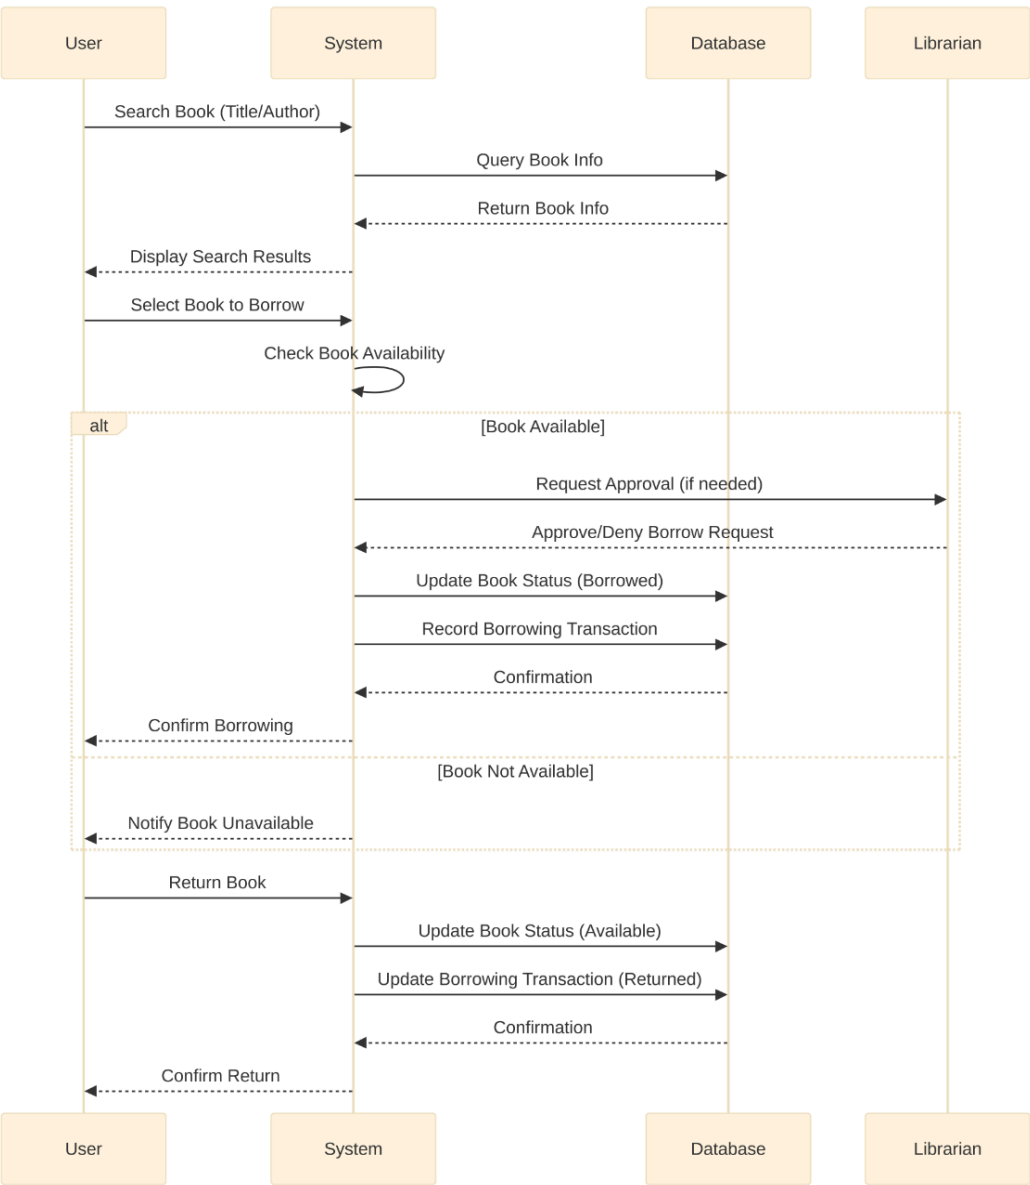 User
System
Database
Librarian
Search Book (Title/Author)
Query Book Info
Return Book Info
Display Search Results
Select Book to Borrow
Check Book Availability
alt
[Book Available]
Request Approval (if needed)
Approve/Deny Borrow Request
Update Book Status (Borrowed)
Record Borrowing Transaction
Confirmation
Confirm Borrowing
[Book Not Available]
Notify Book Unavailable
Return Book
Update Book Status (Available)
Update Borrowing Transaction (Returned)
Confirmation
Confirm Return
User
System
Database
Librarian